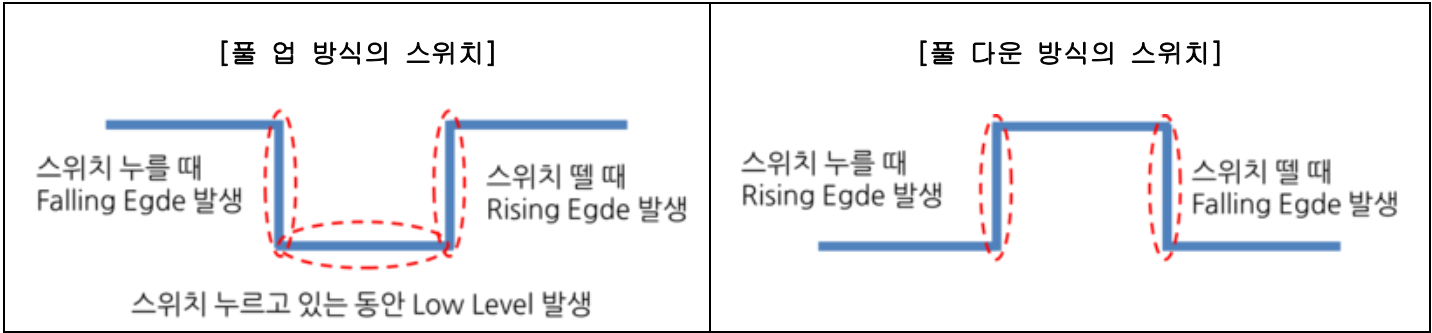 [풀 업 방식의 스위치]
스위치 누를 때
Falling Egde 발생
스위치 뗄 때
Rising Egde 발생
스위치 누르고 있는 동안 Low Level 발생
[풀 다운 방식의 스위치]
스위치 누를 때
Rising Egde 발생
스위치 뗄 때
Falling Egde 발생